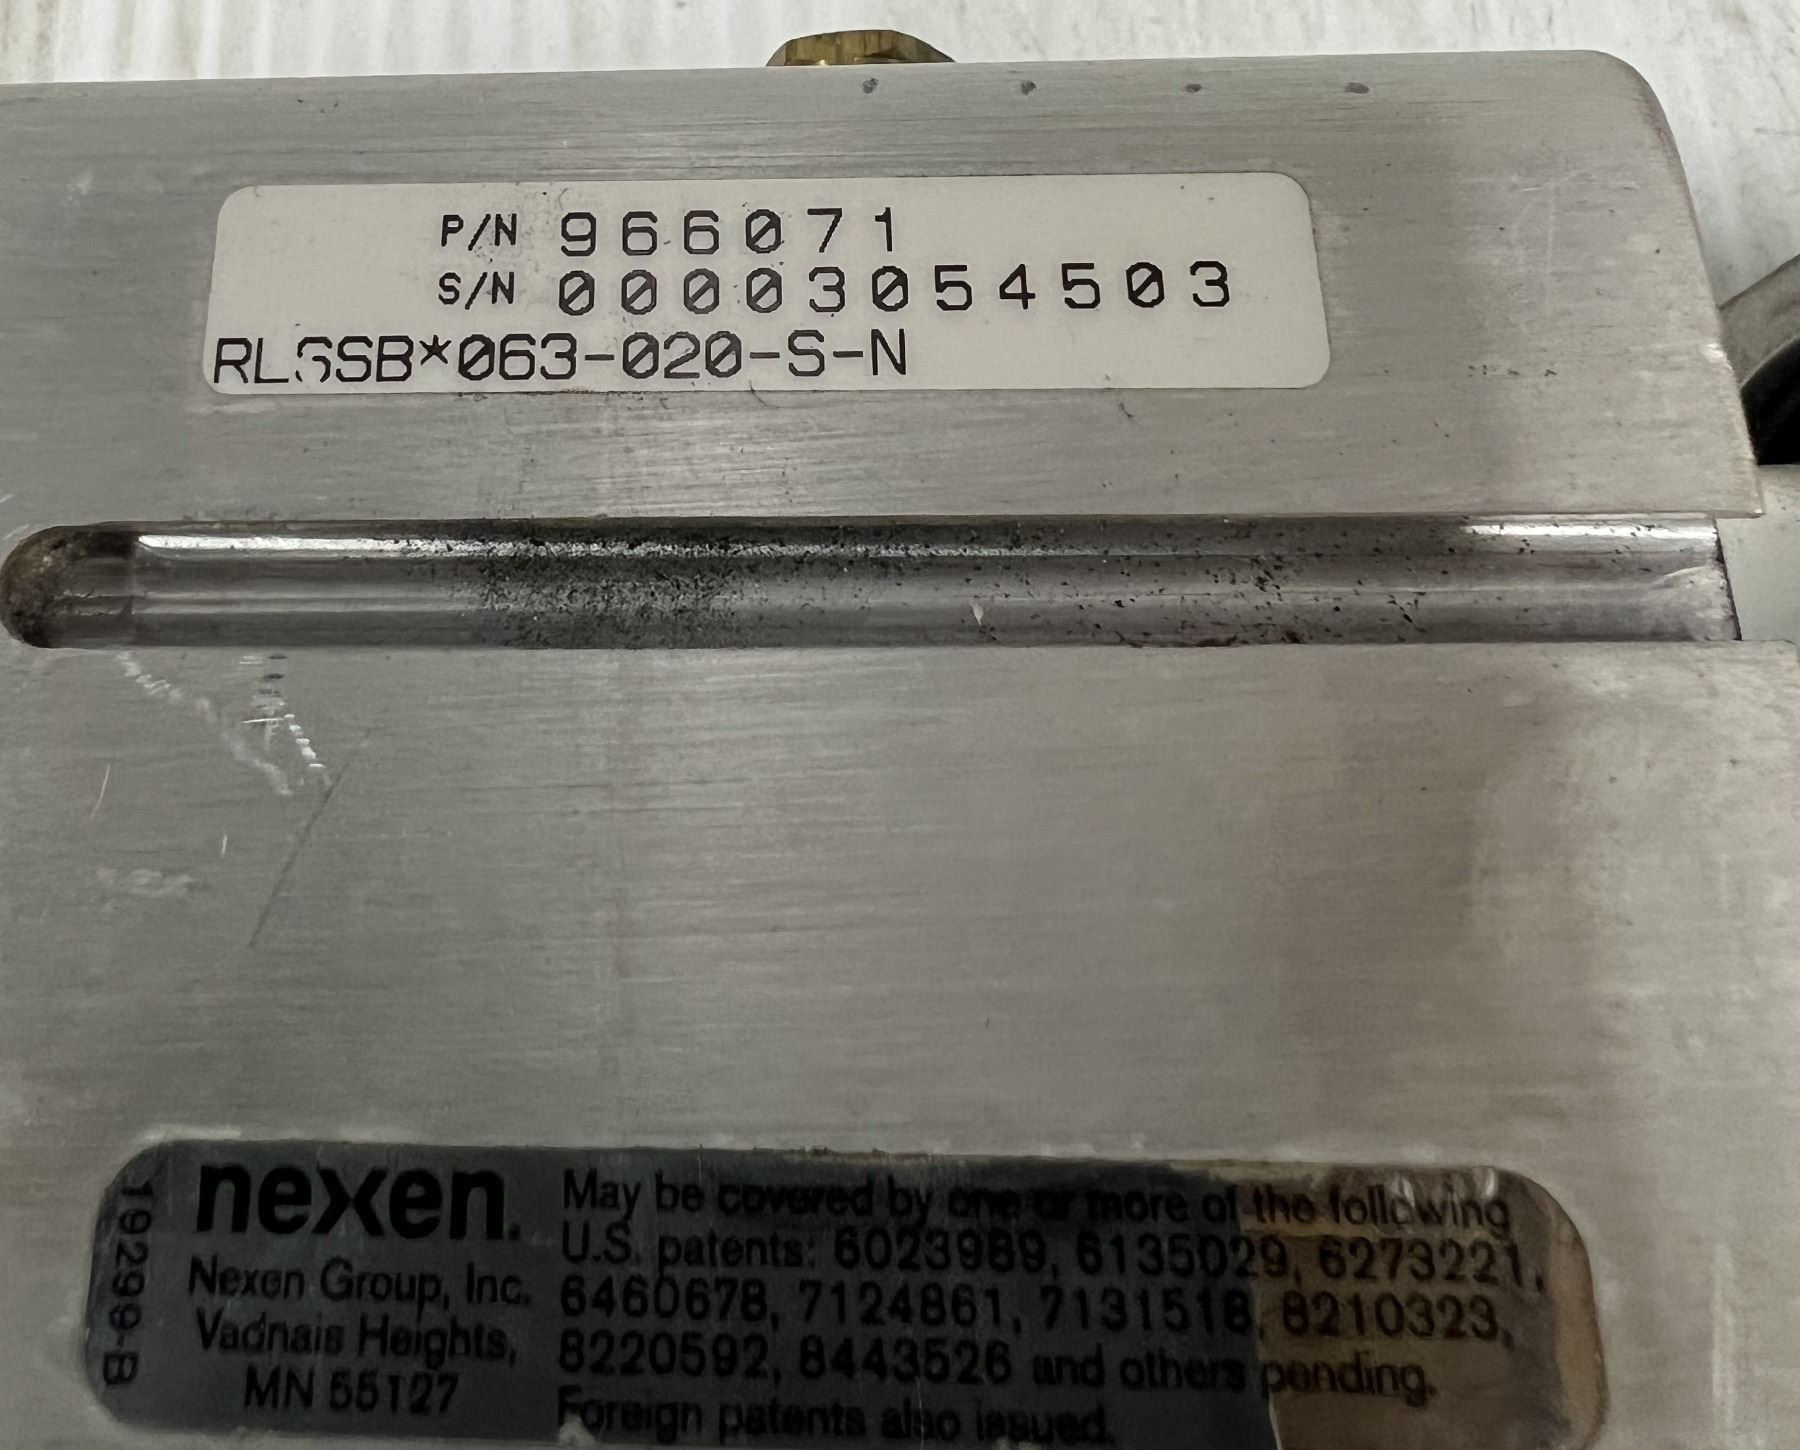 P/N 966071
S/N 00003054503
RLSSB*063-020-S-N
nexen.
Nexen Group, Inc.
Vadnais Heights,
MN 55127
May be covered by one or more of the following
U.S. patents: 6023989, 6135029, 6273221,
6460678, 7124861, 7131518, 8210323,
8220592, 8443526 and others pending.
Foreign patents also issued.
19299-B